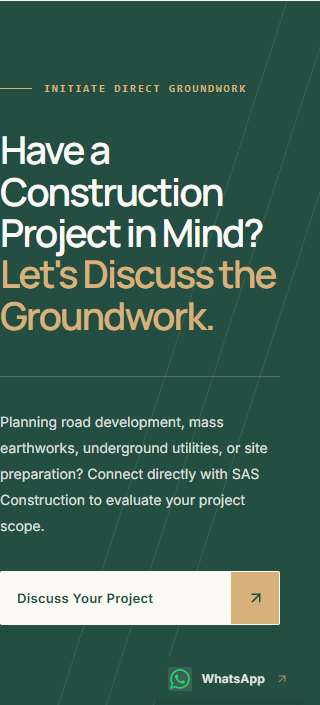 INITIATE DIRECT GROUNDWORK
Have a
Construction
Project in Mind?
Let's Discuss the
Groundwork.
Planning road development, mass
earthworks, underground utilities, or site
preparation? Connect directly with SAS
Construction to evaluate your project
scope.
Discuss Your Project
WhatsApp